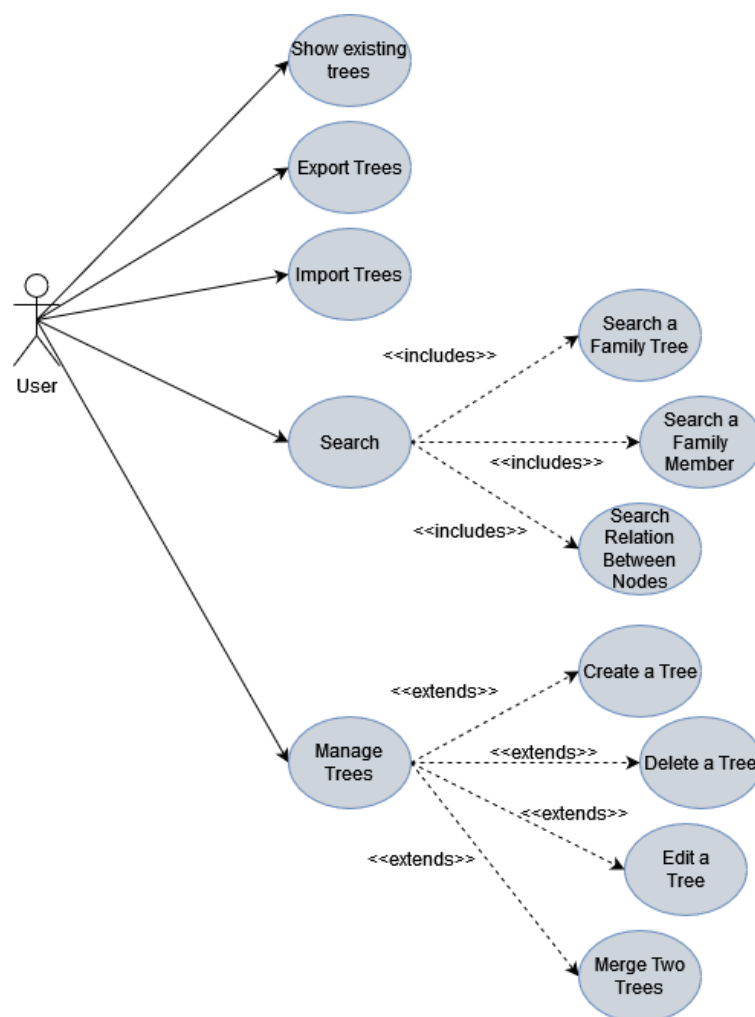 Show existing
trees
Export Trees
Import Trees
User
Search a
Family Tree
<<includes>>
Search
Search a
Family
Member
<<includes>>
<<includes>>
Search
Relation
Between
Nodes
Create a Tree
<<extends>>
Manage
Trees
<<extends>>
Delete a Tree
<<extends>>
Edit a
Tree
<<extends>>
Merge Two
Trees